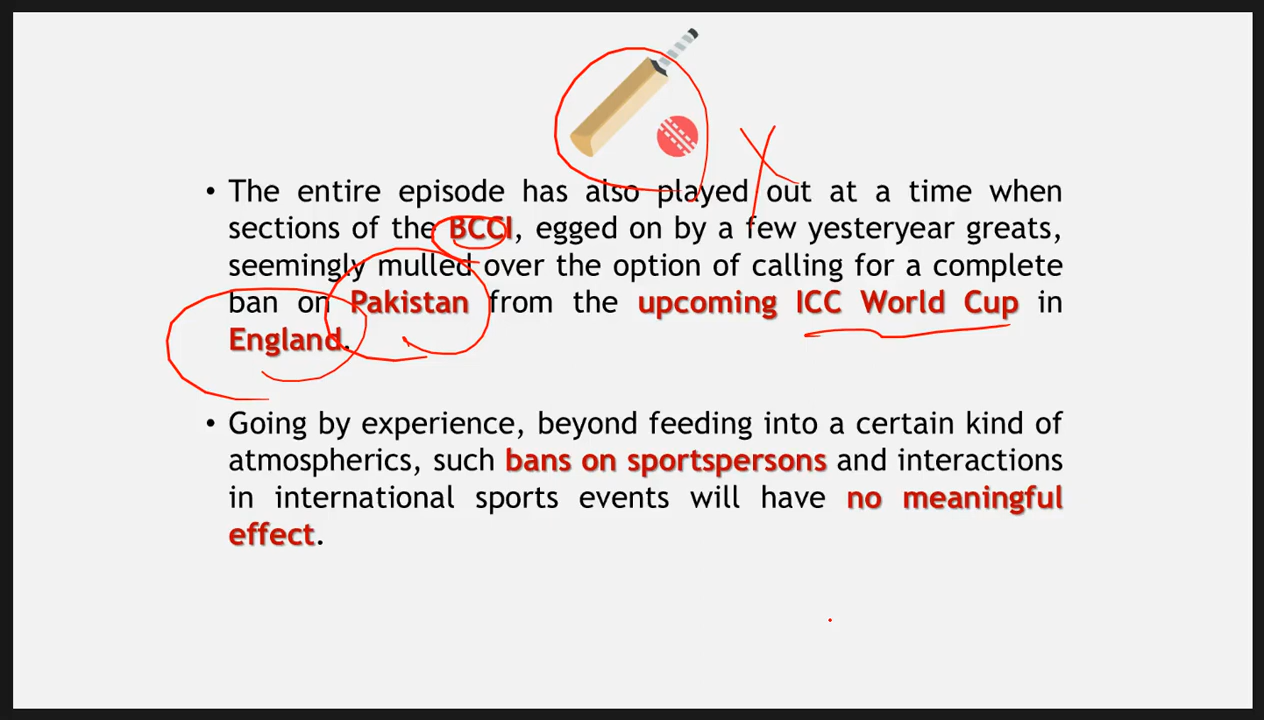 • The entire episode has also played out at a time when
sections of the BCCI, egged on by a few yesteryear greats,
seemingly mulled over the option of calling for a complete
ban on Pakistan from the upcoming ICC World Cup in
England.
• Going by experience, beyond feeding into a certain kind of
atmospherics, such bans on sportspersons and interactions
in international sports events will have no meaningful
effect.